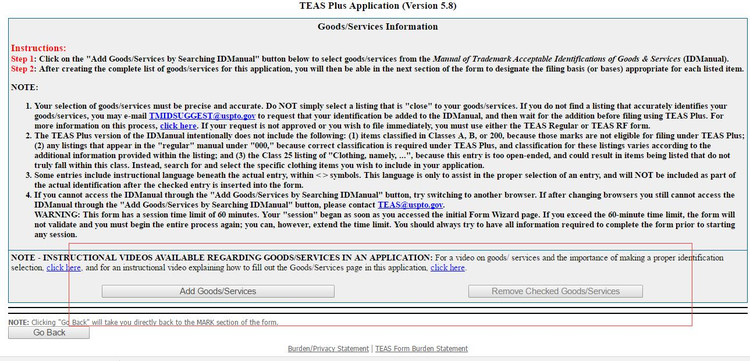 TEAS Plus Application (Version 5.8)
Goods/Services Information
Instructions:
Step 1: Click on the "Add Goods/Services by Searching IDManual" button below to select goods/services from the Manual of Trademark Acceptable Identifications of Goods & Services (IDManual).
Step 2: After creating the complete list of goods/services for this application, you will then be able in the next section of the form to designate the filing basis (or bases) appropriate for each listed item.
NOTE:
1. Your selection of goods/services must be precise and accurate. Do NOT simply select a listing that is "close" to your goods/services. If you do not find a listing that accurately identifies your
goods/services, you may e-mail TMIDSUGGEST@uspto.gov to request that your identification be added to the IDManual, and then wait for the addition before filing using TEAS Plus. For
more information on this process, click here. If your request is not approved or you wish to file immediately, you must use either the TEAS Regular or TEAS RF form.
2. The TEAS Plus version of the IDManual intentionally does not include the following: (1) items classified in Classes A, B, or 200, because those marks are not eligible for filing under TEAS Plus;
(2) any listings that appear in the "regular" manual under "000," because correct classification is required under TEAS Plus, and classification for these listings varies according to the
additional information provided within the listing; and (3) the Class 25 listing of "Clothing, namely, ...", because this entry is too open-ended, and could result in items being listed that do not
truly fall within this class. Instead, search for and select the specific clothing items you wish to include in your application.
3. Some entries include instructional language beneath the actual entry, within < > symbols. This language is only to assist in the proper selection of an entry, and will NOT be included as part of
the actual identification after the checked entry is inserted into the form.
4. If you cannot access the IDManual through the "Add Goods/Services by Searching IDManual" button, try switching to another browser. If after changing browsers you still cannot access the
IDManual through the "Add Goods/Services by Searching IDManual" button, please contact TEAS@uspto.gov.
WARNING: This form has a session time limit of 60 minutes. Your "session" began as soon as you accessed the initial Form Wizard page. If you exceed the 60-minute time limit, the form will
not validate and you must begin the entire process again; you can, however, extend the time limit. You should always try to have all information required to complete the form prior to starting
any session.
NOTE - INSTRUCTIONAL VIDEOS AVAILABLE REGARDING GOODS/SERVICES IN AN APPLICATION: For a video on goods/ services and the importance of making a proper identification
selection, click here, and for an instructional video explaining how to fill out the Goods/Services page in this application, click here.
Add Goods/Services Remove Checked Goods/Services
NOTE: Clicking "Go Back" will take you directly back to the MARK section of the form.
Go Back
Burden/Privacy Statement | TEAS Form Burden Statement